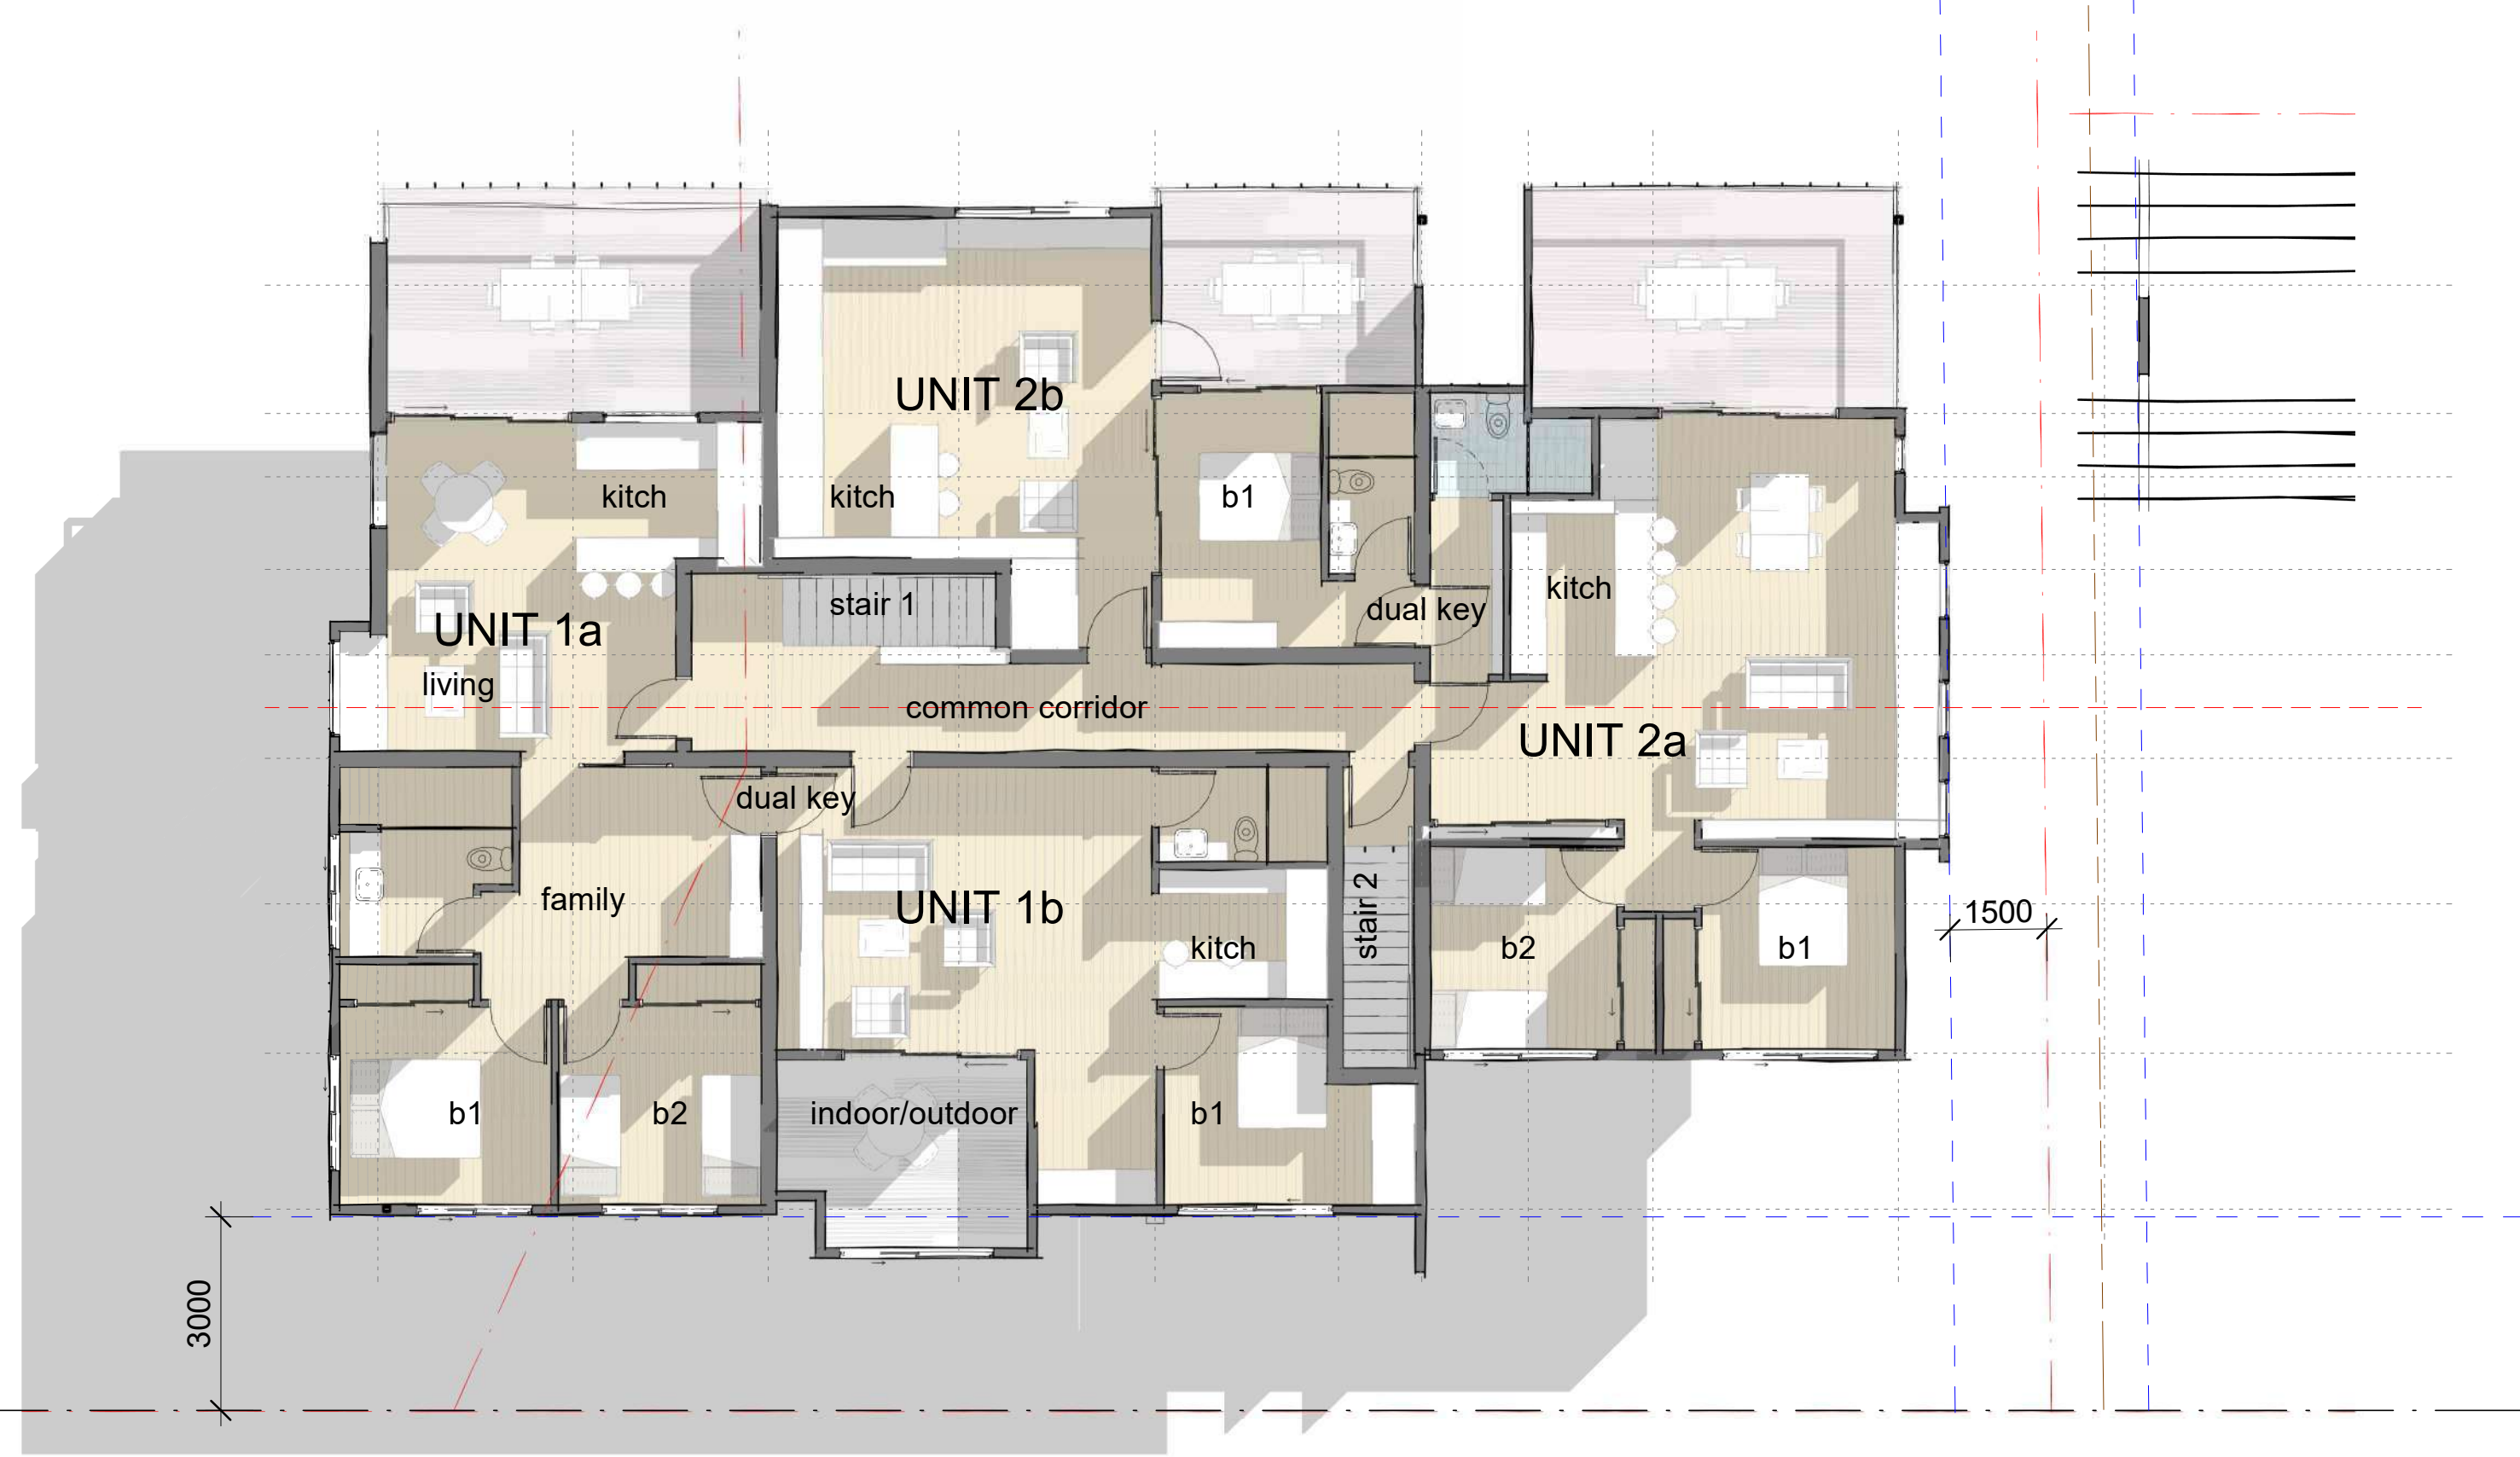 UNIT 2b
kitch
kitch
b1
kitch
stair 1
dual key
UNIT 1a
living
common corridor
UNIT 2a
dual key
family
UNIT 1b
kitch
stair 2
b2
b1
1500
b1
b2
indoor/outdoor
b1
3000